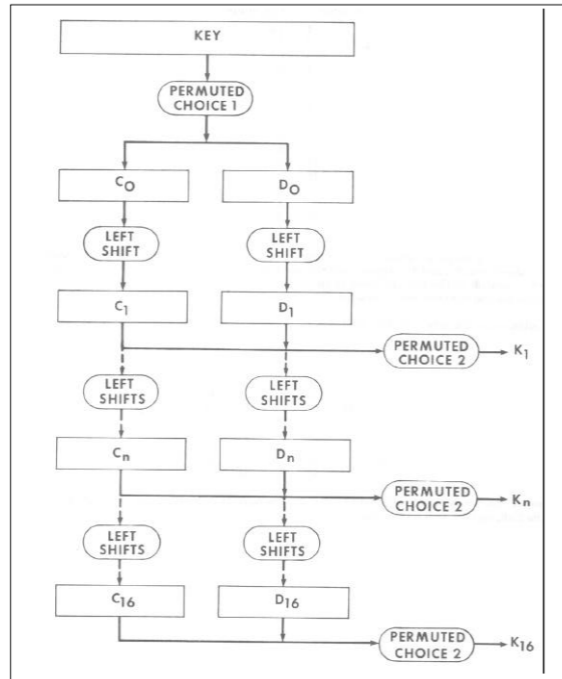 KEY
PERMUTED
CHOICE 1
C0
D0
LEFT
SHIFT
LEFT
SHIFT
C1
D1
PERMUTED
CHOICE 2
K1
LEFT
SHIFTS
LEFT
SHIFTS
Cn
Dn
PERMUTED
CHOICE 2
Kn
LEFT
SHIFTS
LEFT
SHIFTS
C16
D16
PERMUTED
CHOICE 2
K16